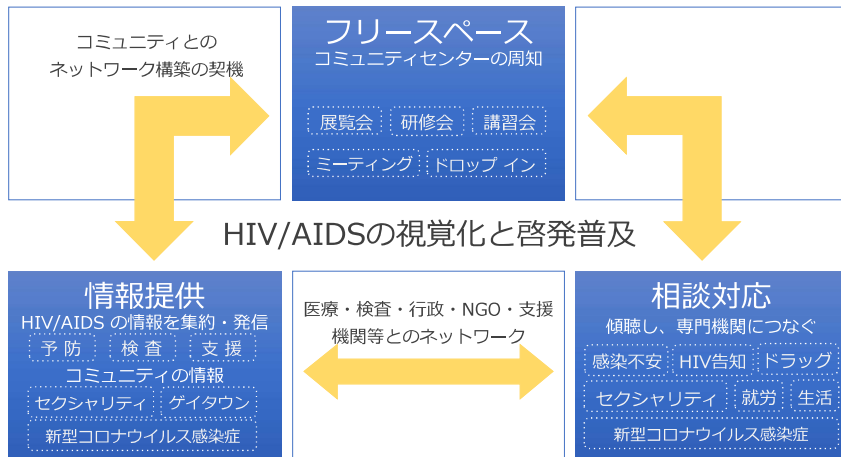 コミュニティとの
ネットワーク構築の契機
フリースペース
コミュニティセンターの周知
展覧会 研修会 講習会
ミーティング ドロップ イン
HIV/AIDSの視覚化と啓発普及
情報提供
HIV/AIDS の情報を集約・発信
予 防 検 査 支 援
コミュニティの情報
セクシャリティ ゲイタウン
新型コロナウイルス感染症
医療・検査・行政・NGO・支援
機関等とのネットワーク
相談対応
傾聴し、専門機関につなぐ
感染不安 HIV告知 ドラッグ
セクシャリティ 就労 生活
新型コロナウイルス感染症